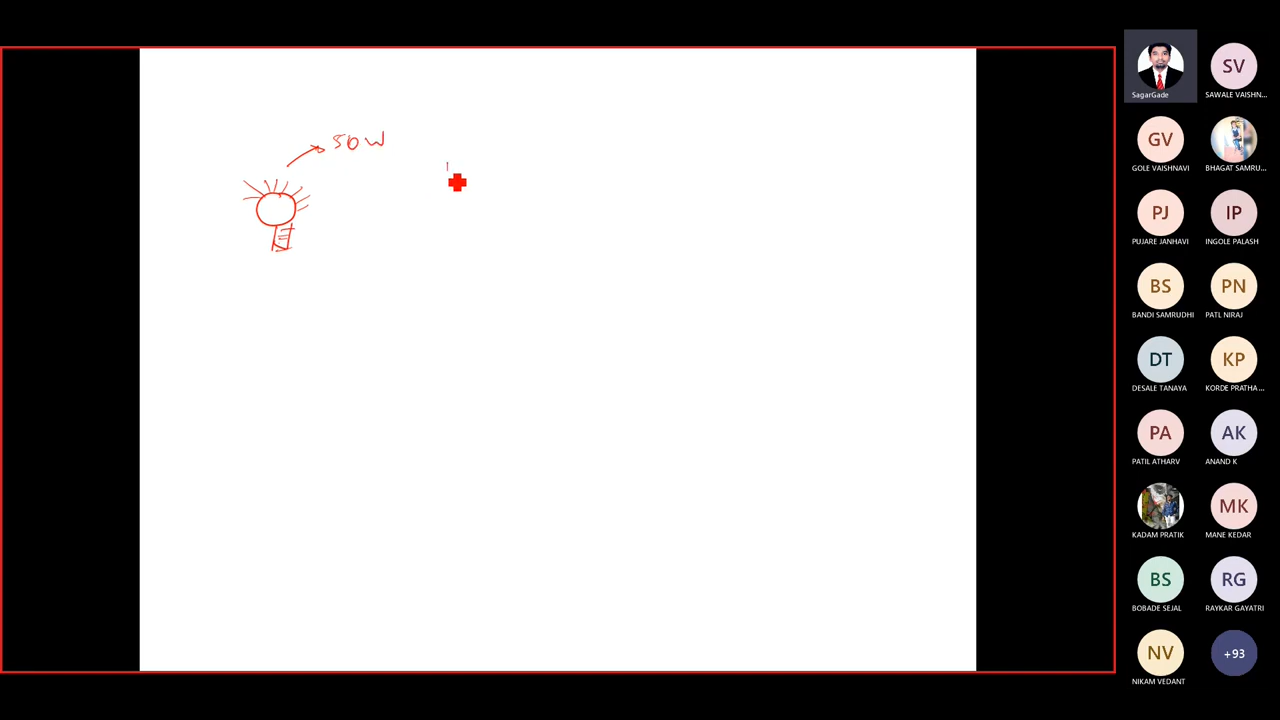 50W
SagarGade
SV
SAWALE VAISHN...
GV
GOLE VAISHNAVI
BHAGAT SAMRU...
PJ
PUJARE JANHAVI
IP
INGOLE PALASH
BS
BANDI SAMRUDHI
PN
PATL NIRAJ
DT
DESALE TANAYA
KP
KORDE PRATHA...
PA
PATIL ATHARV
AK
ANAND K
KADAM PRATIK
MK
MANE KEDAR
BS
BOBADE SEJAL
RG
RAYKAR GAYATRI
NV
NIKAM VEDANT
+93